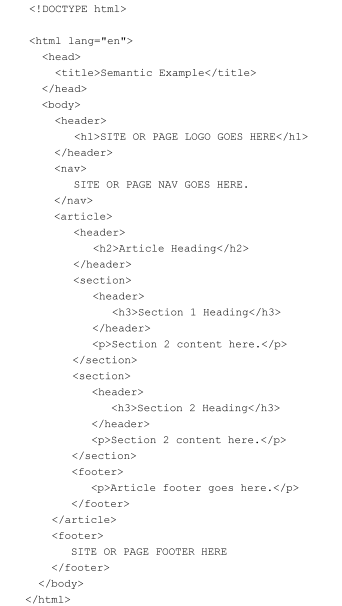 <!DOCTYPE html>

<html lang="en">
  <head>
    <title>Semantic Example</title>
  </head>
  <body>
    <header>
      <h1>SITE OR PAGE LOGO GOES HERE</h1>
    </header>
    <nav>
      SITE OR PAGE NAV GOES HERE.
    </nav>
    <article>
      <header>
        <h2>Article Heading</h2>
      </header>
      <section>
        <header>
          <h3>Section 1 Heading</h3>
        </header>
        <p>Section 2 content here.</p>
      </section>
      <section>
        <header>
          <h3>Section 2 Heading</h3>
        </header>
        <p>Section 2 content here.</p>
      </section>
      <footer>
        <p>Article footer goes here.</p>
      </footer>
    </article>
    <footer>
      SITE OR PAGE FOOTER HERE
    </footer>
  </body>
</html>